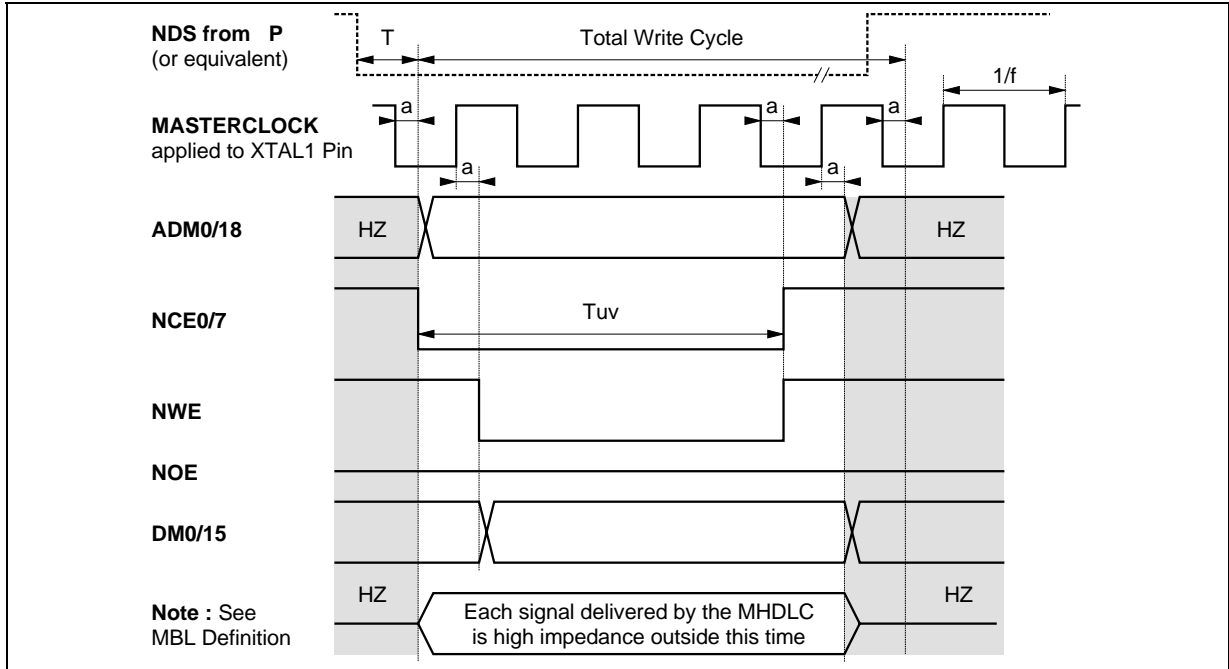 NDS from P
(or equivalent)
T
Total Write Cycle
1/f
a
a
a
MASTERCLOCK
applied to XTAL1 Pin
a
a
ADM0/18
HZ
HZ
NCE0/7
Tuv
NWE
NOE
DM0/15
HZ
HZ
Note : See
MBL Definition
Each signal delivered by the MHDLC
is high impedance outside this time